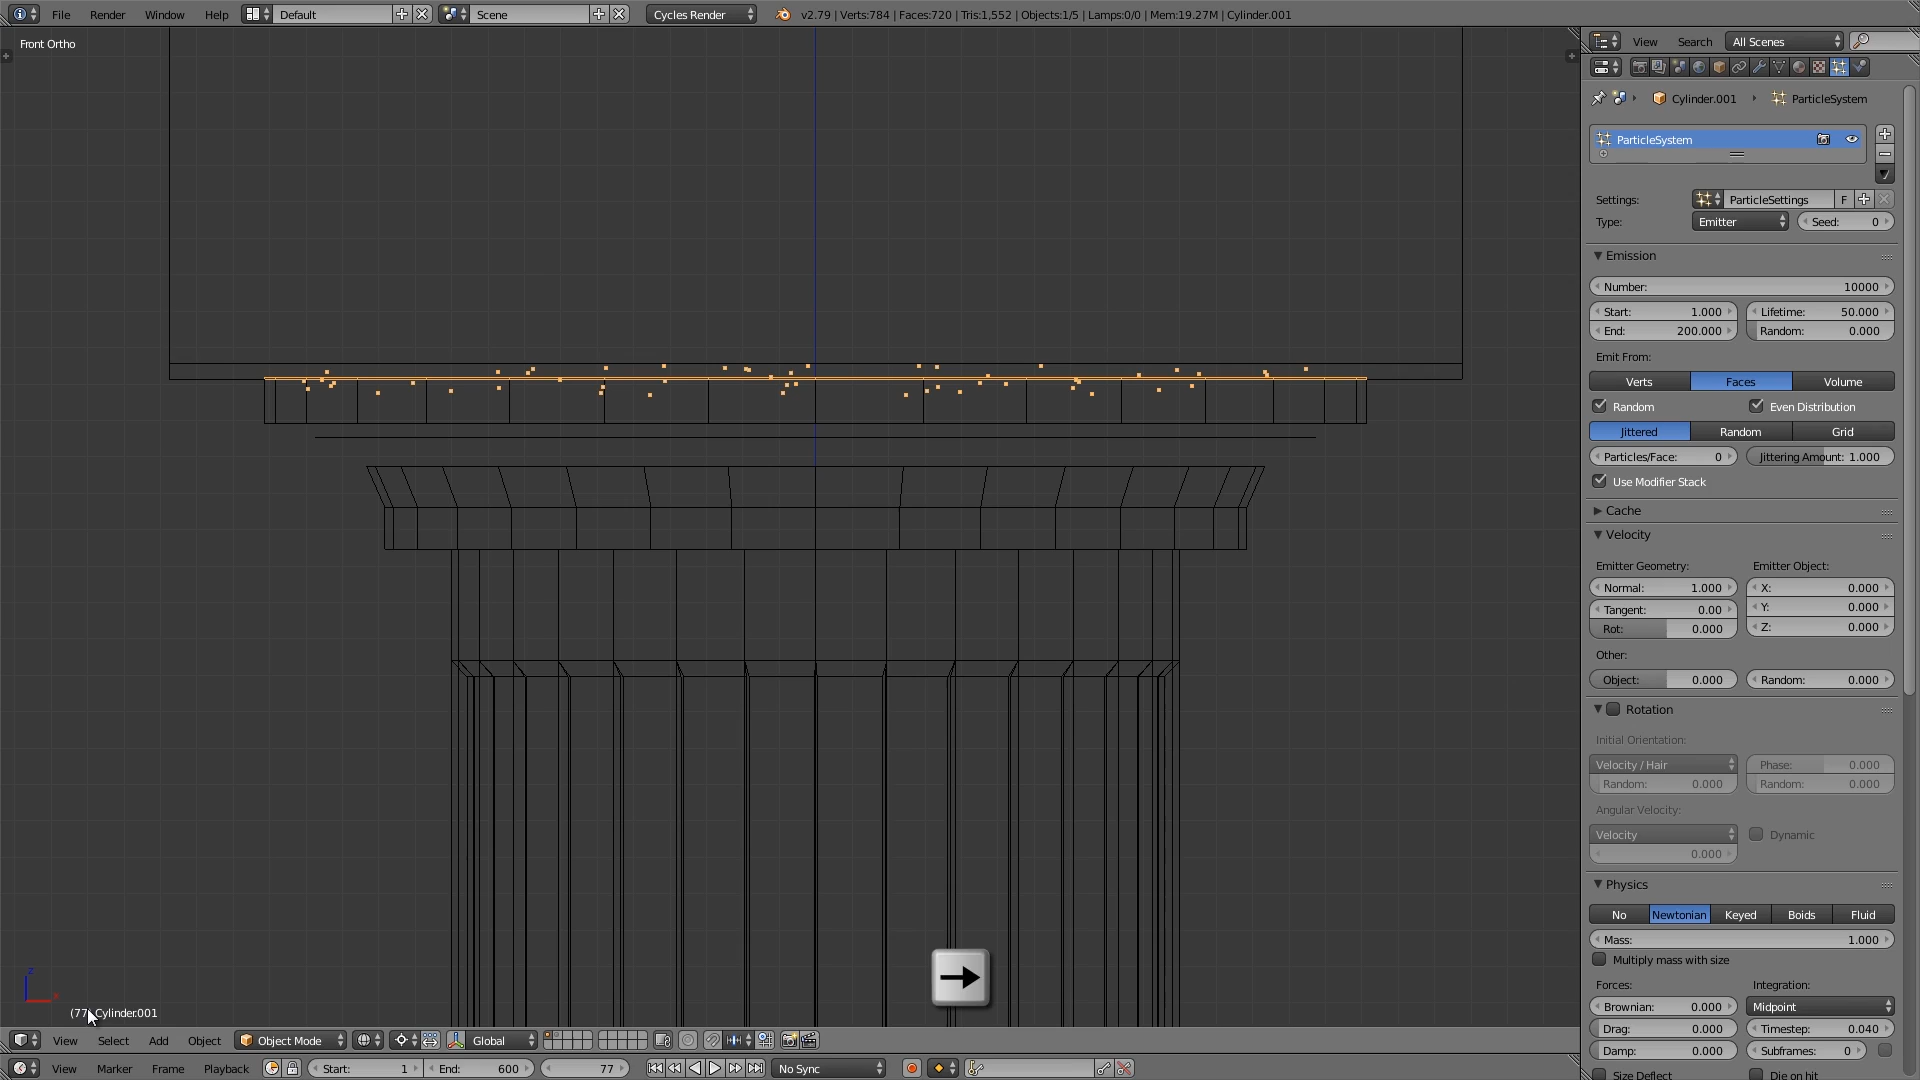 File Render Window Help Default Scene Cycles Render v2.79 | Verts:784 | Faces:720 | Tris:1,552 | Objects:1/5 | Lamps:0/0 | Mem:19.27M | Cylinder.001
Front Ortho
View Search All Scenes
Cylinder.001 ParticleSystem
ParticleSystem
Settings: ParticleSettings F
Type: Emitter Seed: 0
Emission
Number: 10000
Start: 1.000 Lifetime: 50.000
End: 200.000 Random: 0.000
Emit From:
Verts Faces Volume
Random Even Distribution
Jittered Random Grid
Particles/Face: 0 Jittering Amount: 1.000
Use Modifier Stack
Cache
Velocity
Emitter Geometry: Emitter Object:
Normal: 1.000 X: 0.000
Tangent: 0.00 Y: 0.000
Rot: 0.000 Z: 0.000
Other:
Object: 0.000 Random: 0.000
Rotation
Initial Orientation:
Velocity / Hair Phase: 0.000
Random: 0.000 Random: 0.000
Angular Velocity:
Velocity Dynamic
0.000
Physics
No Newtonian Keyed Boids Fluid
Mass: 1.000
Multiply mass with size
Forces: Integration:
Brownian: 0.000 Midpoint
Drag: 0.000 Timestep: 0.040
Damp: 0.000 Subframes: 0
Size Deflect Die on hit
z
(77) Cylinder.001
View Select Add Object Object Mode Global
View Marker Frame Playback Start: 1 End: 600 77 No Sync